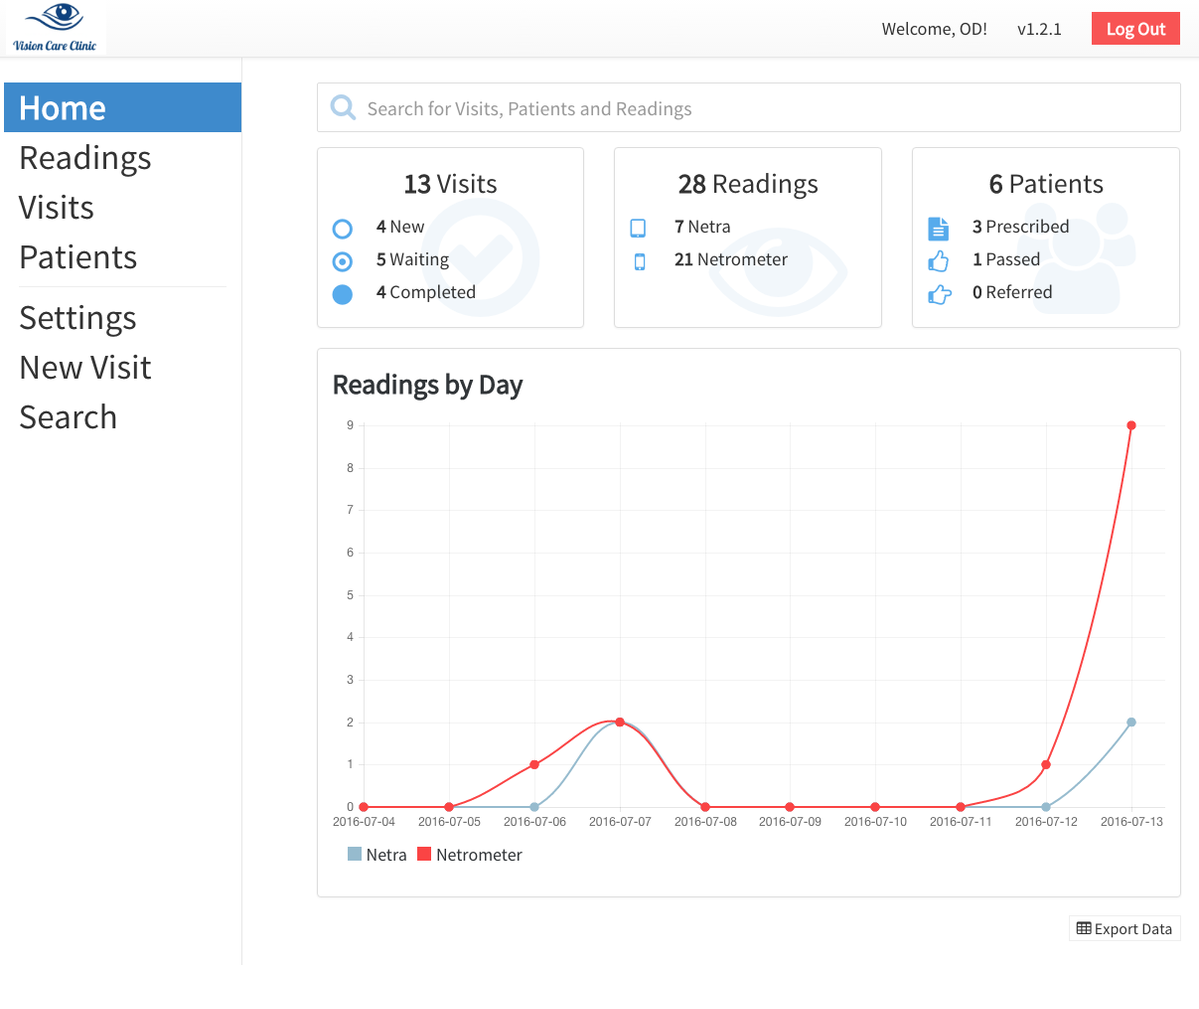 Vision Care Clinic
Welcome, OD! v1.2.1 Log Out
Home
Readings
Visits
Patients
Settings
New Visit
Search
Search for Visits, Patients and Readings
13 Visits
4 New
5 Waiting
4 Completed
28 Readings
7 Netra
21 Netrometer
6 Patients
3 Prescribed
1 Passed
0 Referred
Readings by Day
9
8
7
6
5
4
3
2
1
0
2016-07-04 2016-07-05 2016-07-06 2016-07-07 2016-07-08 2016-07-09 2016-07-10 2016-07-11 2016-07-12 2016-07-13
Netra Netrometer
Export Data